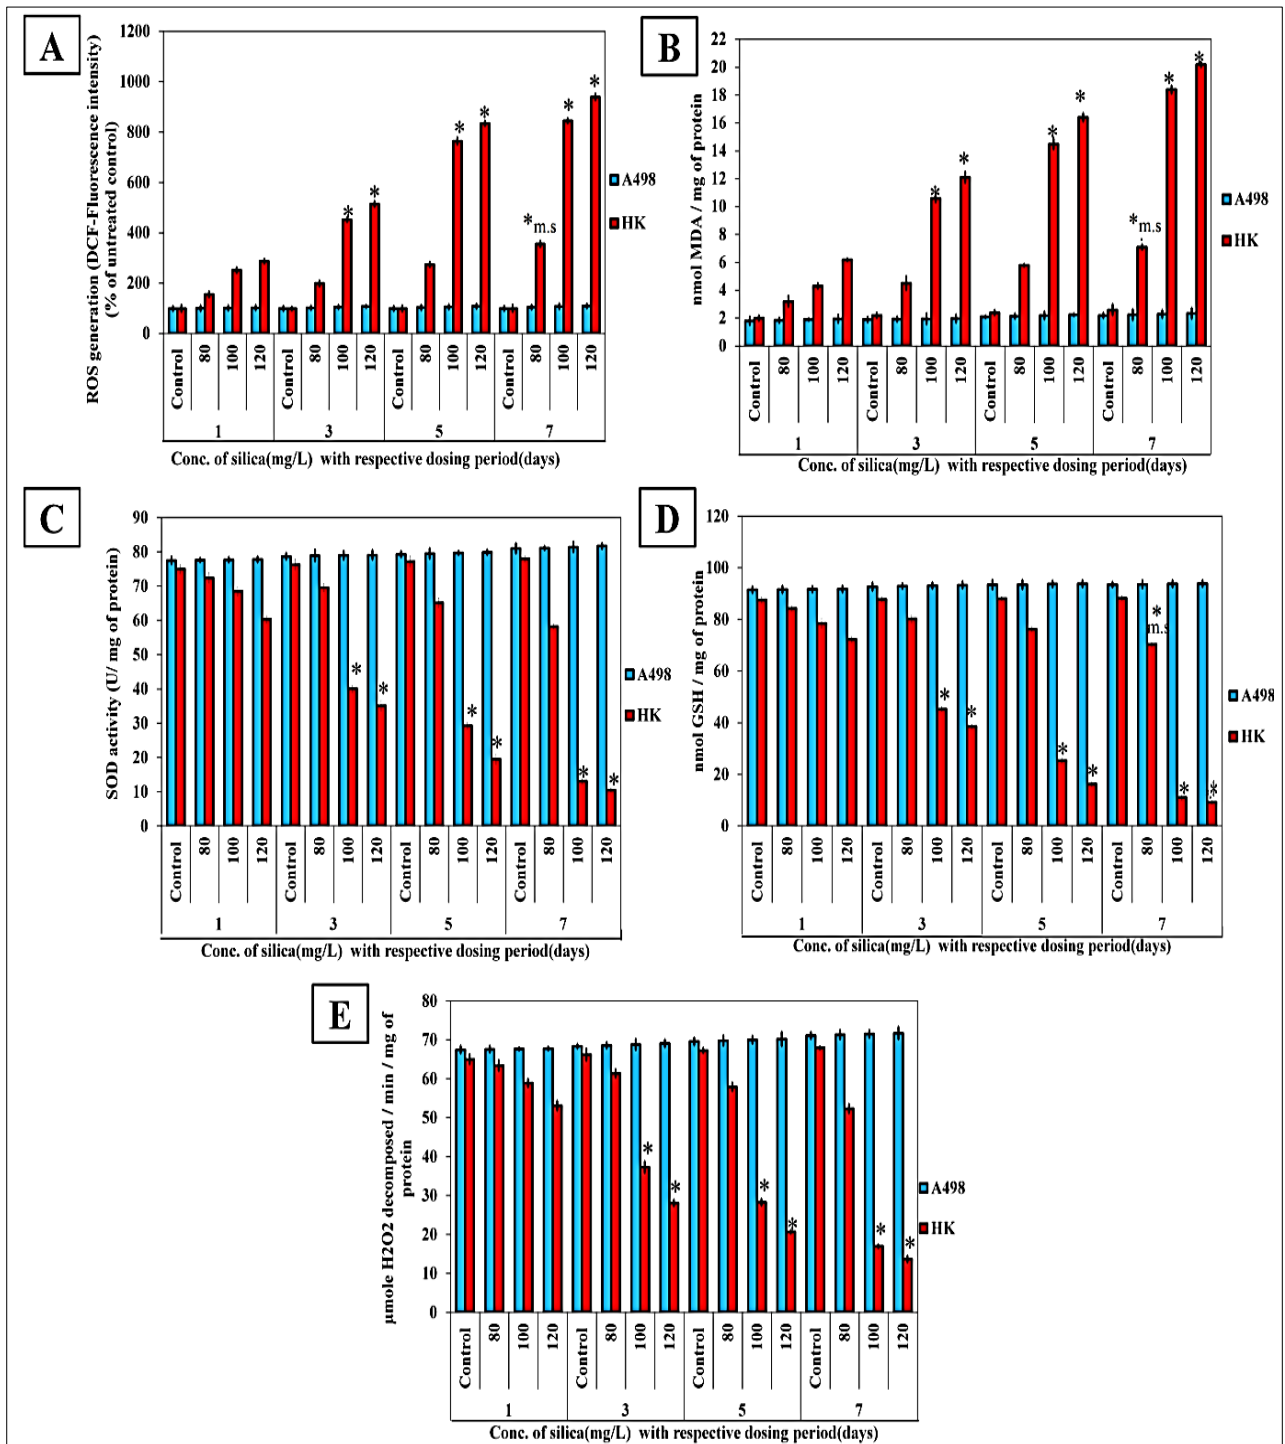 A
ROS generation (DCF-Fluorescence intensity)
(% of untreated control)
1200
1000
800
600
400
200
0
* * * * *m.s * *
A498
HK
Control 80 100 120 Control 80 100 120 Control 80 100 120 Control 80 100 120
1 3 5 7
Conc. of silica(mg/L) with respective dosing period(days)
B
nmol MDA / mg of protein
22
20
18
16
14
12
10
8
6
4
2
0
* * * * *m.s * *
A498
HK
Control 80 100 120 Control 80 100 120 Control 80 100 120 Control 80 100 120
1 3 5 7
Conc. of silica(mg/L) with respective dosing period(days)
C
SOD activity (U/ mg of protein)
90
80
70
60
50
40
30
20
10
0
* * * * * *
A498
HK
Control 80 100 120 Control 80 100 120 Control 80 100 120 Control 80 100 120
1 3 5 7
Conc. of silica(mg/L) with respective dosing period(days)
D
nmol GSH / mg of protein
120
100
80
60
40
20
0
* * * * * m.s * *
A498
HK
Control 80 100 120 Control 80 100 120 Control 80 100 120 Control 80 100 120
1 3 5 7
Conc. of silica(mg/L) with respective dosing period(days)
E
µmole H2O2 decomposed / min / mg of
protein
80
70
60
50
40
30
20
10
0
* * * * * *
A498
HK
Control 80 100 120 Control 80 100 120 Control 80 100 120 Control 80 100 120
1 3 5 7
Conc. of silica(mg/L) with respective dosing period(days)